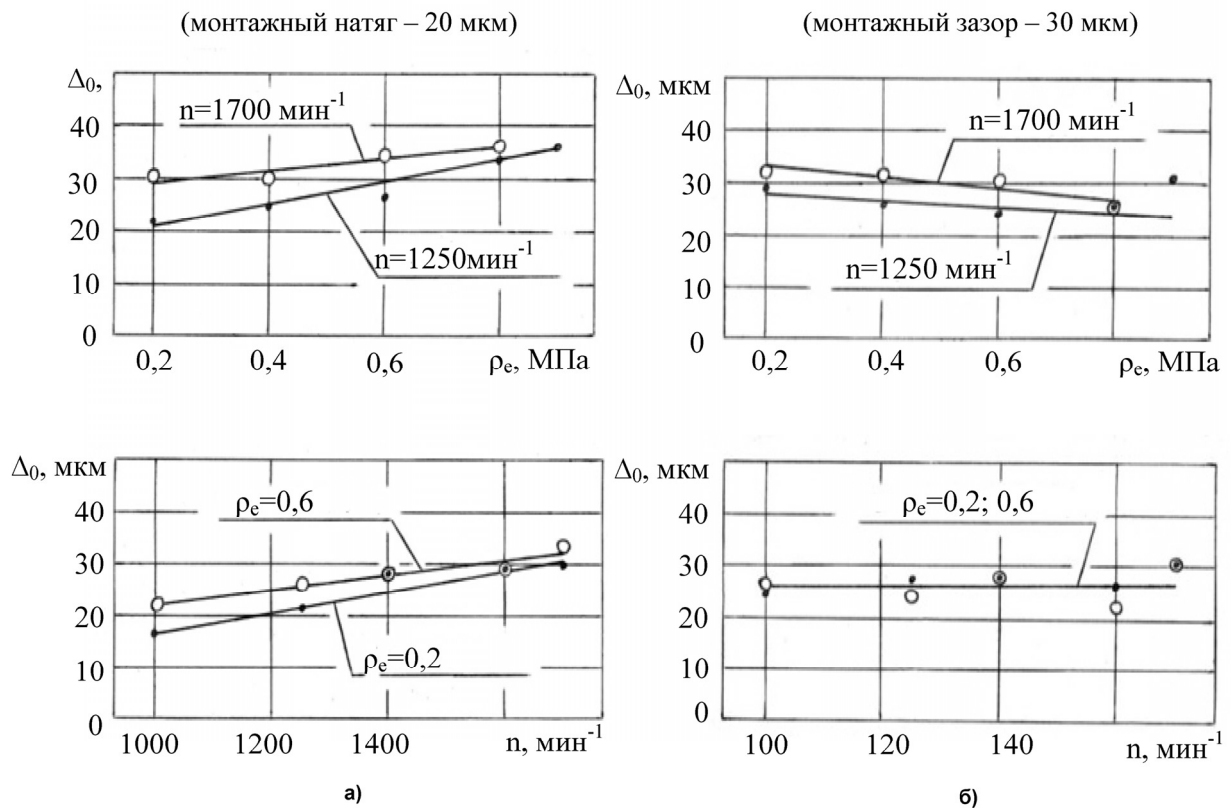 (монтажный натяг – 20 мкм)
Δ₀,
40
30
20
10
0
n=1700 мин⁻¹
n=1250мин⁻¹
0,2 0,4 0,6 ρₑ, МПа
(монтажный зазор – 30 мкм)
Δ₀, мкм
40
30
20
10
0
n=1700 мин⁻¹
n=1250 мин⁻¹
0,2 0,4 0,6 ρₑ, МПа
Δ₀, мкм
40
30
20
10
0
ρₑ=0,6
ρₑ=0,2
1000 1200 1400 n, мин⁻¹
а)
Δ₀, мкм
40
30
20
10
0
ρₑ=0,2; 0,6
100 120 140 n, мин⁻¹
б)